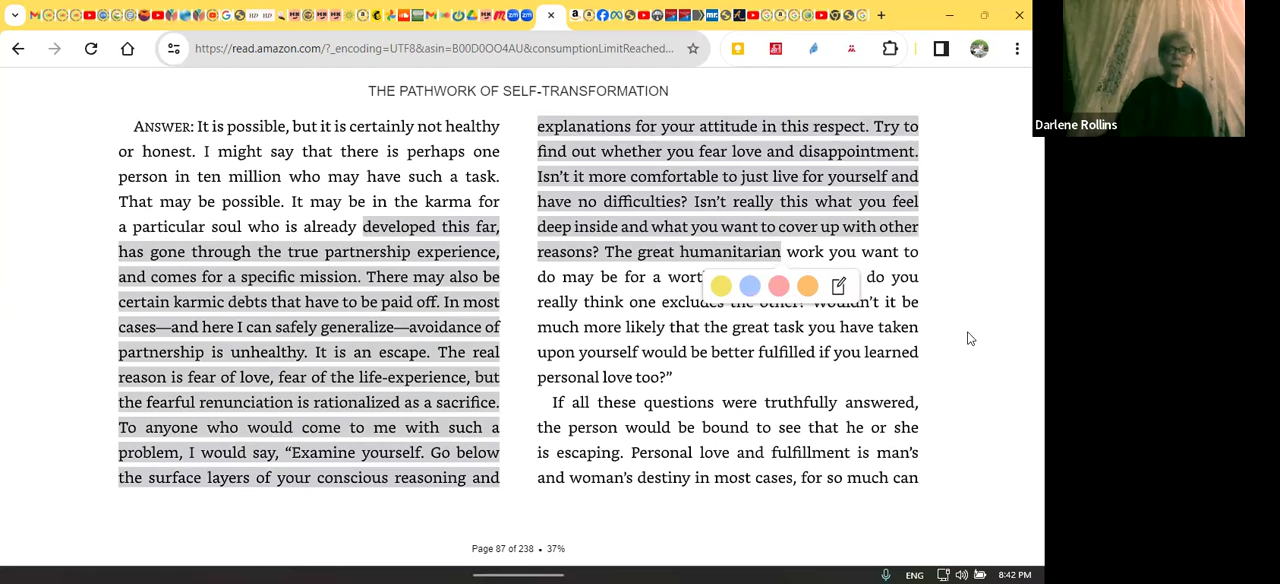 https://read.amazon.com/?_encoding=UTF8&asin=B00D0OO4AU&consumptionLimitReached...
THE PATHWORK OF SELF-TRANSFORMATION
ANSWER: It is possible, but it is certainly not healthy
or honest. I might say that there is perhaps one
person in ten million who may have such a task.
That may be possible. It may be in the karma for
a particular soul who is already developed this far,
has gone through the true partnership experience,
and comes for a specific mission. There may also be
certain karmic debts that have to be paid off. In most
cases—and here I can safely generalize—avoidance of
partnership is unhealthy. It is an escape. The real
reason is fear of love, fear of the life-experience, but
the fearful renunciation is rationalized as a sacrifice.
To anyone who would come to me with such a
problem, I would say, “Examine yourself. Go below
the surface layers of your conscious reasoning and
explanations for your attitude in this respect. Try to
find out whether you fear love and disappointment.
Isn’t it more comfortable to just live for yourself and
have no difficulties? Isn’t really this what you feel
deep inside and what you want to cover up with other
reasons? The great humanitarian work you want to
do may be for a do you
really think one excludes the other? Wouldn’t it be
much more likely that the great task you have taken
upon yourself would be better fulfilled if you learned
personal love too?”
If all these questions were truthfully answered,
the person would be bound to see that he or she
is escaping. Personal love and fulfillment is man’s
and woman’s destiny in most cases, for so much can
Page 87 of 238 • 37%
Darlene Rollins
ENG
8:42 PM